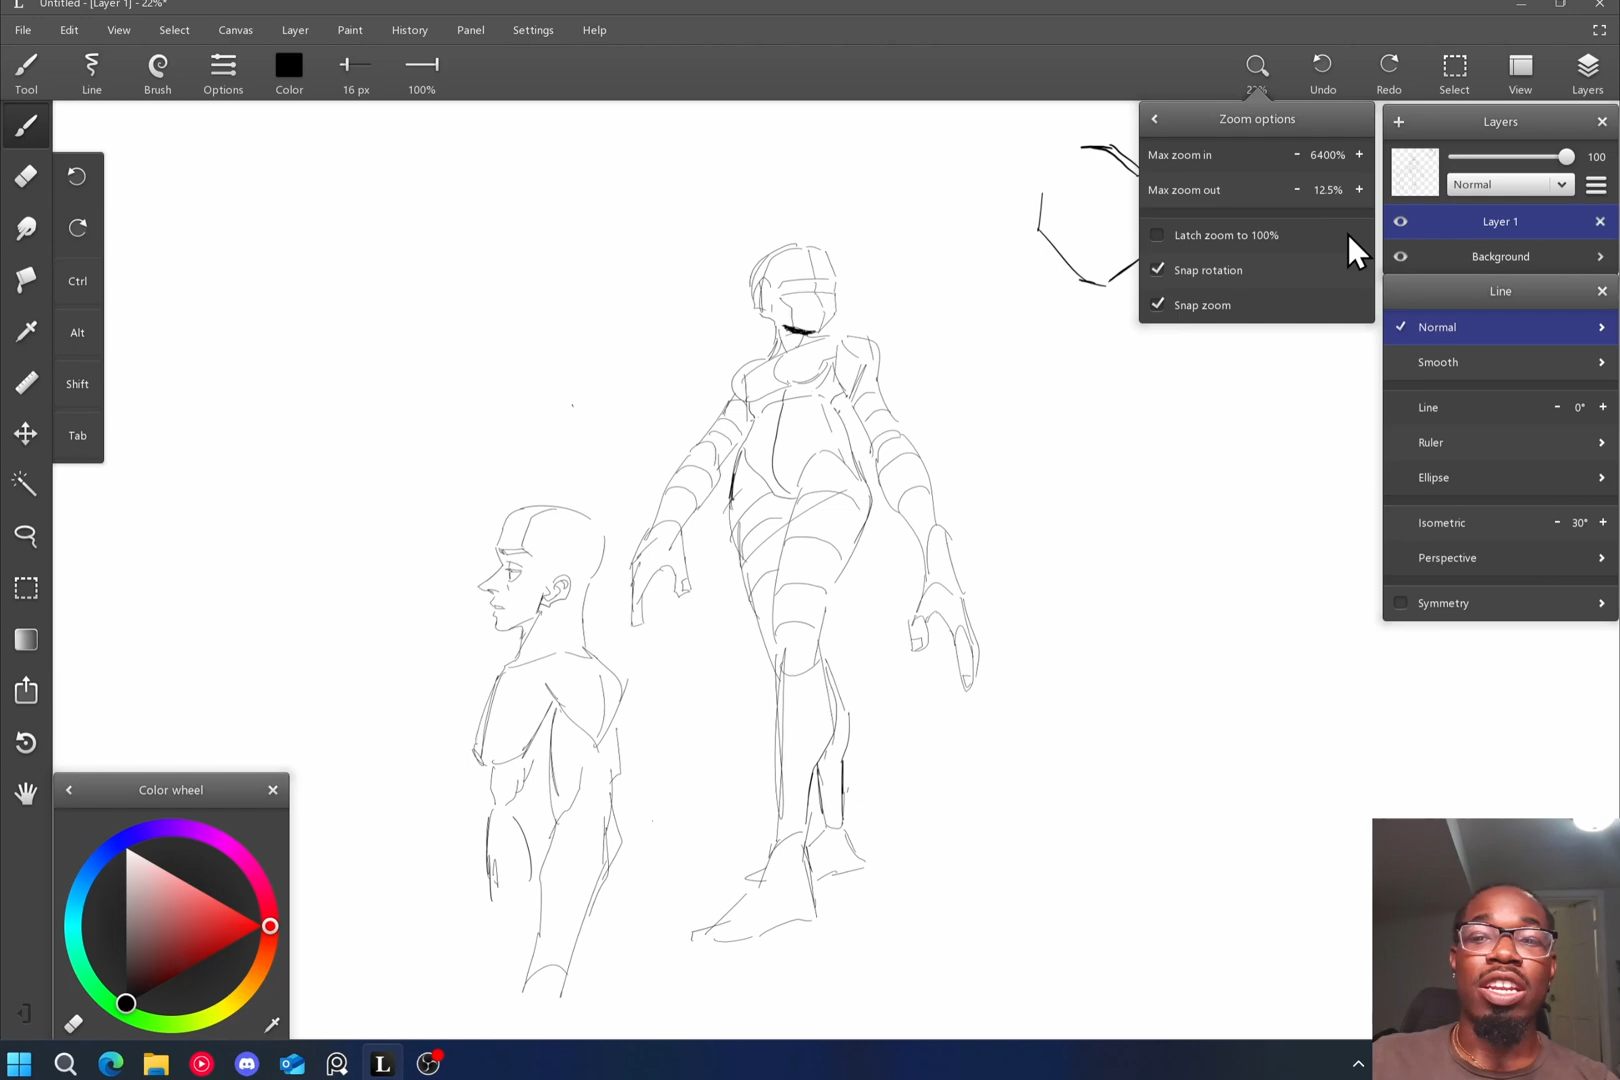 L Untitled - [Layer 1] - 22%*
File Edit View Select Canvas Layer Paint History Panel Settings Help
Tool Line Brush Options Color 16 px 100% 22% Undo Redo Select View Layers
Zoom options
Max zoom in - 6400% +
Max zoom out - 12.5% +
Latch zoom to 100%
Snap rotation
Snap zoom
+ Layers
100
Normal
Layer 1
Background
Line
Normal
Smooth
Line - 0° +
Ruler
Ellipse
Isometric - 30° +
Perspective
Symmetry
Ctrl
Alt
Shift
Tab
Color wheel
L